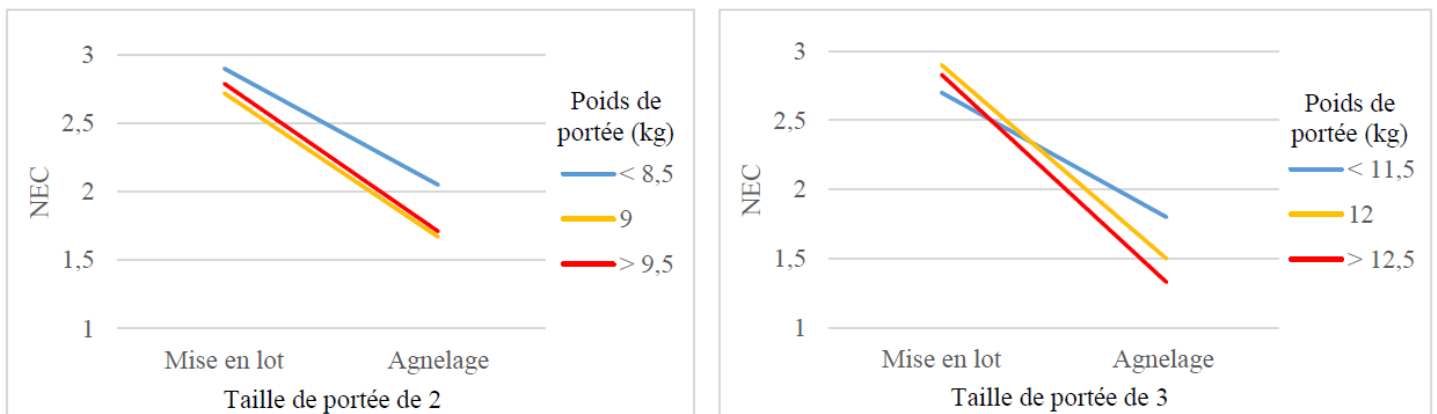 3
2,5
2
1,5
1
NEC
Mise en lot
Agnelage
Taille de portée de 2
Poids de
portée (kg)
< 8,5
9
> 9,5
3
2,5
2
1,5
1
NEC
Mise en lot
Agnelage
Taille de portée de 3
Poids de
portée (kg)
< 11,5
12
> 12,5